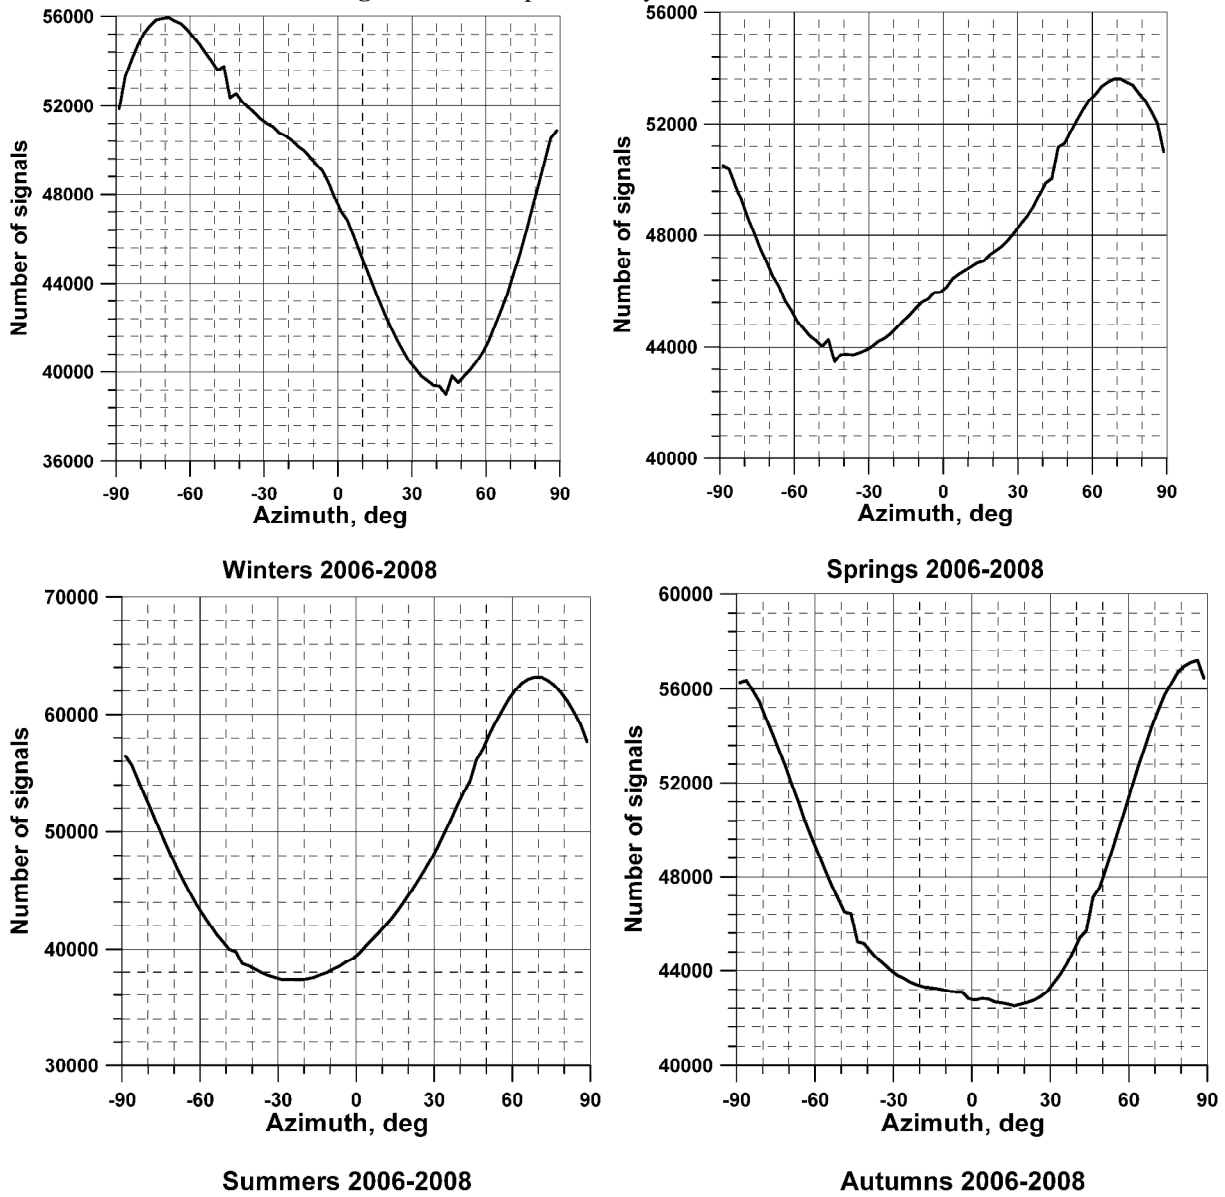 56000
52000
48000
44000
40000
36000
Number of signals
-90 -60 -30 0 30 60 90
Azimuth, deg
Winters 2006-2008
56000
52000
48000
44000
40000
Number of signals
-90 -60 -30 0 30 60 90
Azimuth, deg
Springs 2006-2008
70000
60000
50000
40000
30000
Number of signals
-90 -60 -30 0 30 60 90
Azimuth, deg
Summers 2006-2008
60000
56000
52000
48000
44000
40000
Number of signals
-90 -60 -30 0 30 60 90
Azimuth, deg
Autumns 2006-2008